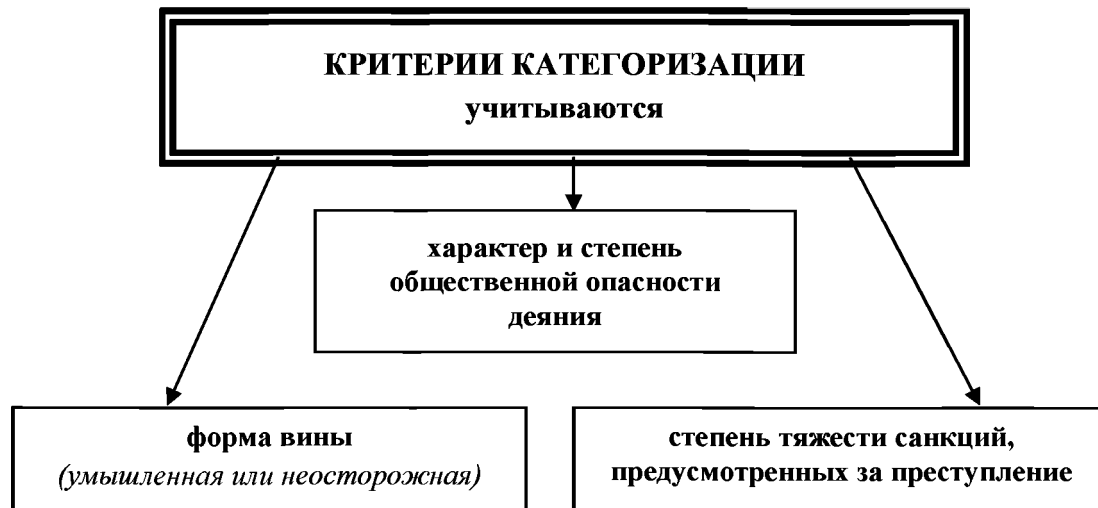 КРИТЕРИИ КАТЕГОРИЗАЦИИ
учитываются
характер и степень
общественной опасности
деяния
форма вины
(умышленная или неосторожная)
степень тяжести санкций,
предусмотренных за преступление